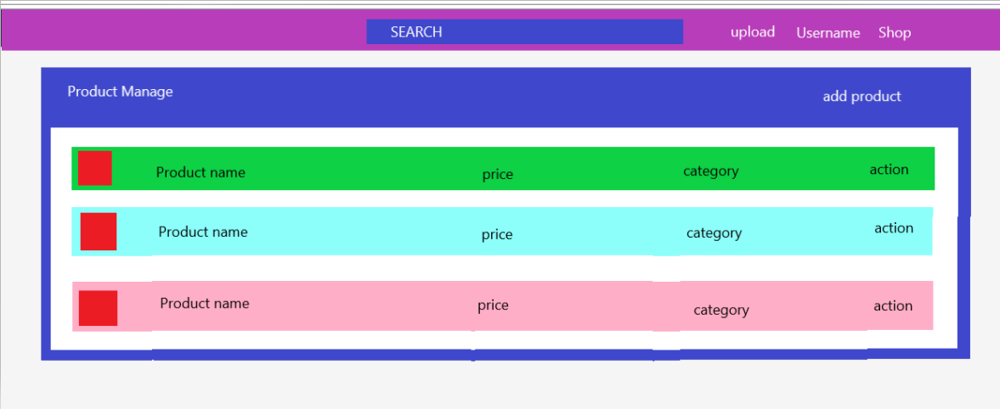 SEARCH upload Username Shop
Product Manage add product
Product name price category action
Product name price category action
Product name price category action